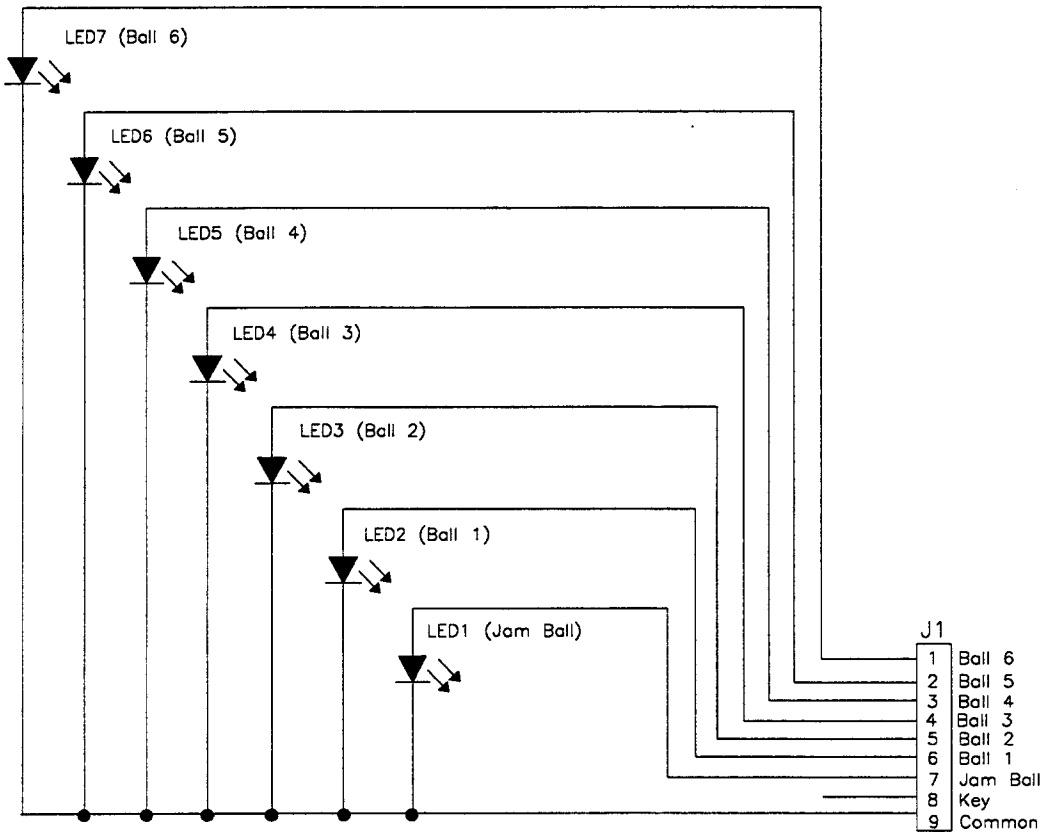 LED7 (Ball 6)
LED6 (Ball 5)
LED5 (Ball 4)
LED4 (Ball 3)
LED3 (Ball 2)
LED2 (Ball 1)
LED1 (Jam Ball)
J1
1 Ball 6
2 Ball 5
3 Ball 4
4 Ball 3
5 Ball 2
6 Ball 1
7 Jam Ball
8 Key
9 Common